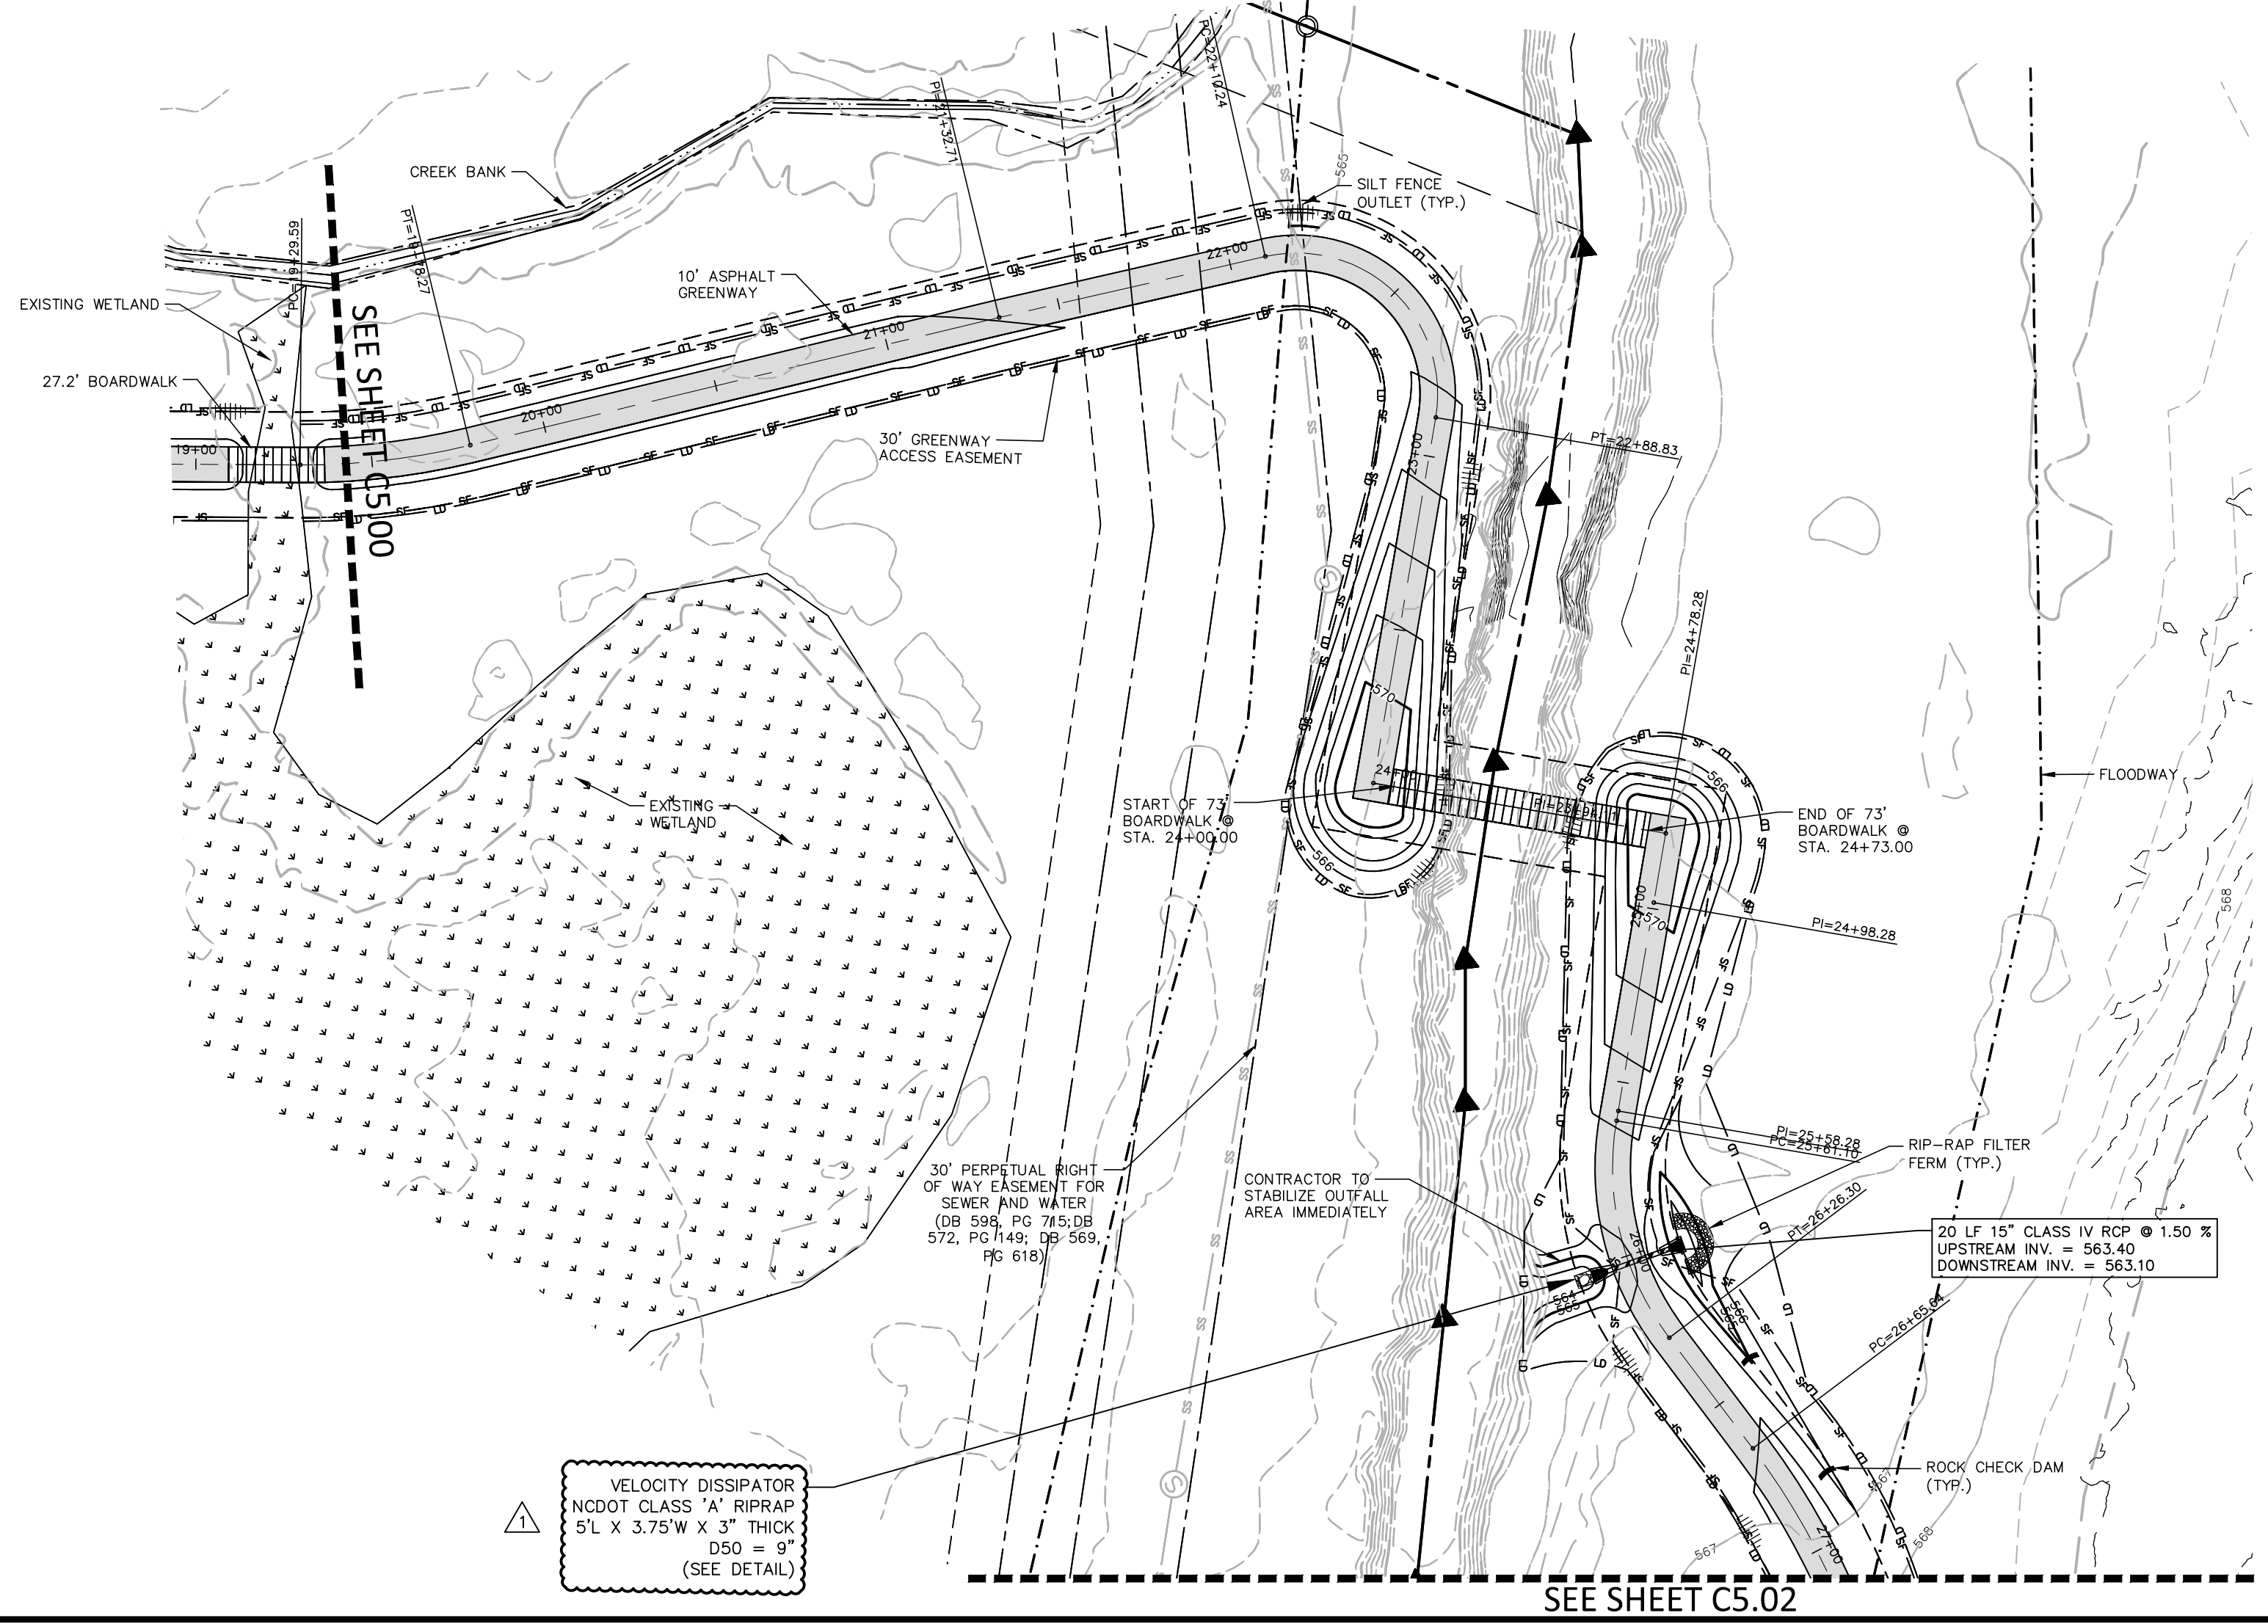 CREEK BANK
EXISTING WETLAND
27.2' BOARDWALK
PC=19+29.59
19+00
SEE SHEET C5.00
20+00
10' ASPHALT
GREENWAY
21+00
PI=21+32.71
22+00
PC=22+10.24
565
SILT FENCE
OUTLET (TYP.)
30' GREENWAY
ACCESS EASEMENT
23+00
PT=22+88.83
PI=24+78.28
570
24+00
566
START OF 73'
BOARDWALK @
STA. 24+00.00
566
END OF 73'
BOARDWALK @
STA. 24+73.00
FLOODWAY
EXISTING
WETLAND
25+00
570
PI=24+98.28
568
PI=25+58.28
PC=25+61.10
RIP-RAP FILTER
FERM (TYP.)
30' PERPETUAL RIGHT
OF WAY EASEMENT FOR
SEWER AND WATER
(DB 598, PG 715;DB
572, PG 149; DB 569,
PG 618)
CONTRACTOR TO
STABILIZE OUTFALL
AREA IMMEDIATELY
26+00
PT=26+26.30
20 LF 15" CLASS IV RCP @ 1.50 %
UPSTREAM INV. = 563.40
DOWNSTREAM INV. = 563.10
564
565
566
565
PC=26+65.64
ROCK CHECK DAM
(TYP.)
567
567
568
27+00
1
VELOCITY DISSIPATOR
NCDOT CLASS 'A' RIPRAP
5'L X 3.75'W X 3" THICK
D50 = 9"
(SEE DETAIL)
SEE SHEET C5.02